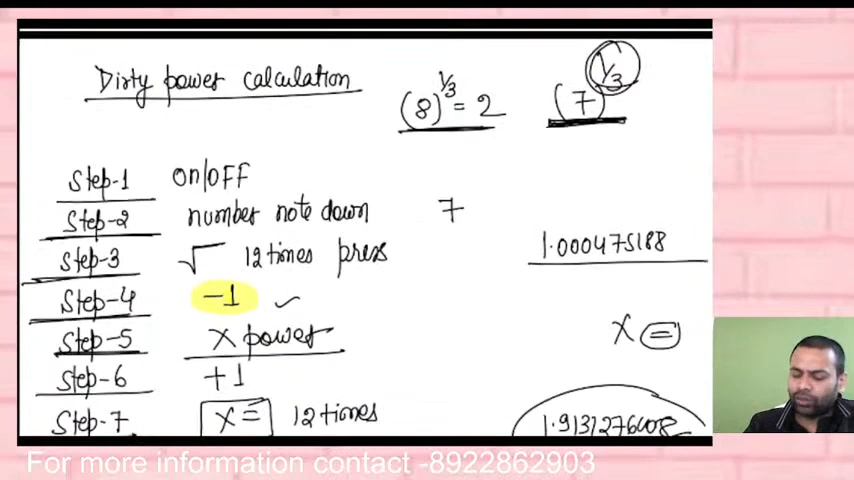 Dirty power calculation
(8)^1/3 = 2
(7)^1/3
Step-1 on/OFF
Step-2 number note down 7
Step-3 √ 12 times press 1.000475188
Step-4 -1 ✓
Step-5 × power × =
Step-6 +1
Step-7 ×= 12 times 1.9131276408
For more information contact -8922862903